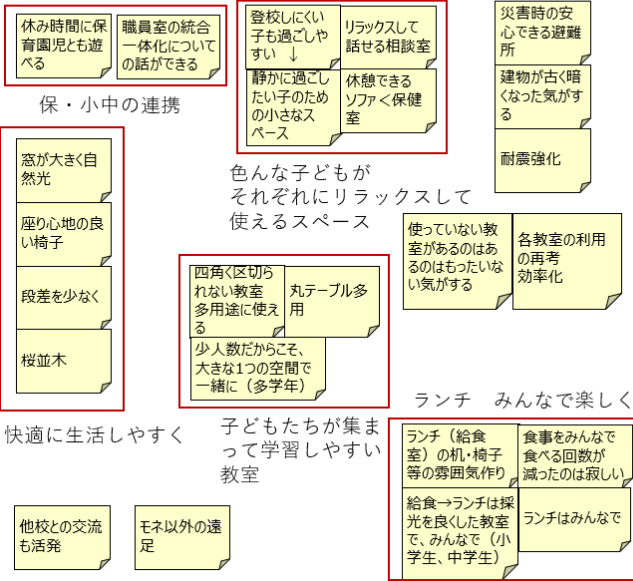 休み時間に保
育園児とも遊
べる
職員室の統合
一体化について
の話ができる
保・小中の連携
登校しにくい
子も過ごしや
すい ↓
リラックスして
話せる相談室
静かに過ごし
たい子のため
の小さなス
ペース
休憩できる
ソファ＜保健
室
色んな子どもが
それぞれにリラックスして
使えるスペース
災害時の安
心できる避難
所
建物が古く暗
くなった気がす
る
耐震強化
窓が大きく自
然光
座り心地の良
い椅子
段差を少なく
桜並木
快適に生活しやすく
四角く区切ら
れない教室
多用途に使え
る
丸テーブル多
用
少人数だからこそ、
大きな1つの空間で
一緒に（多学年）
子どもたちが集ま
って学習しやすい
教室
使っていない教
室があるのはあ
るのはもったいな
い気がする
各教室の利用
の再考
効率化
ランチ　みんなで楽しく
ランチ（給食
室）の机・椅子
等の雰囲気作り
食事をみんなで
食べる回数が
減ったのは寂しい
給食→ランチは採
光を良くした教室
で、みんなで（小
学生、中学生）
ランチはみんなで
他校との交流
も活発
モネ以外の遠
足